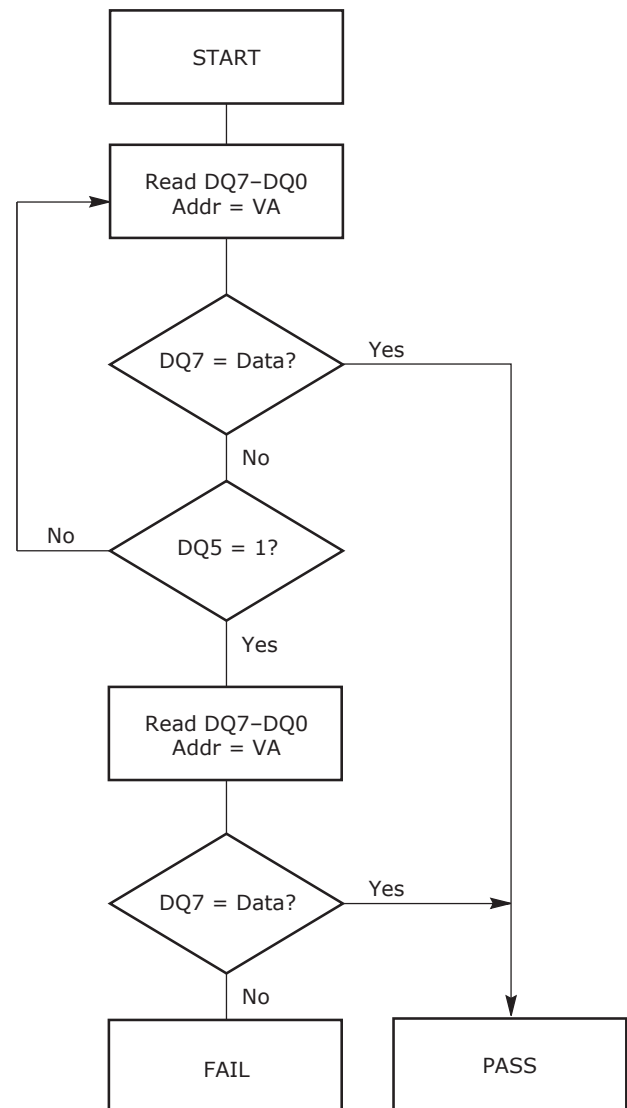 START
Read DQ7–DQ0
Addr = VA
DQ7 = Data?
Yes
No
No
DQ5 = 1?
Yes
Read DQ7–DQ0
Addr = VA
DQ7 = Data?
Yes
No
FAIL
PASS